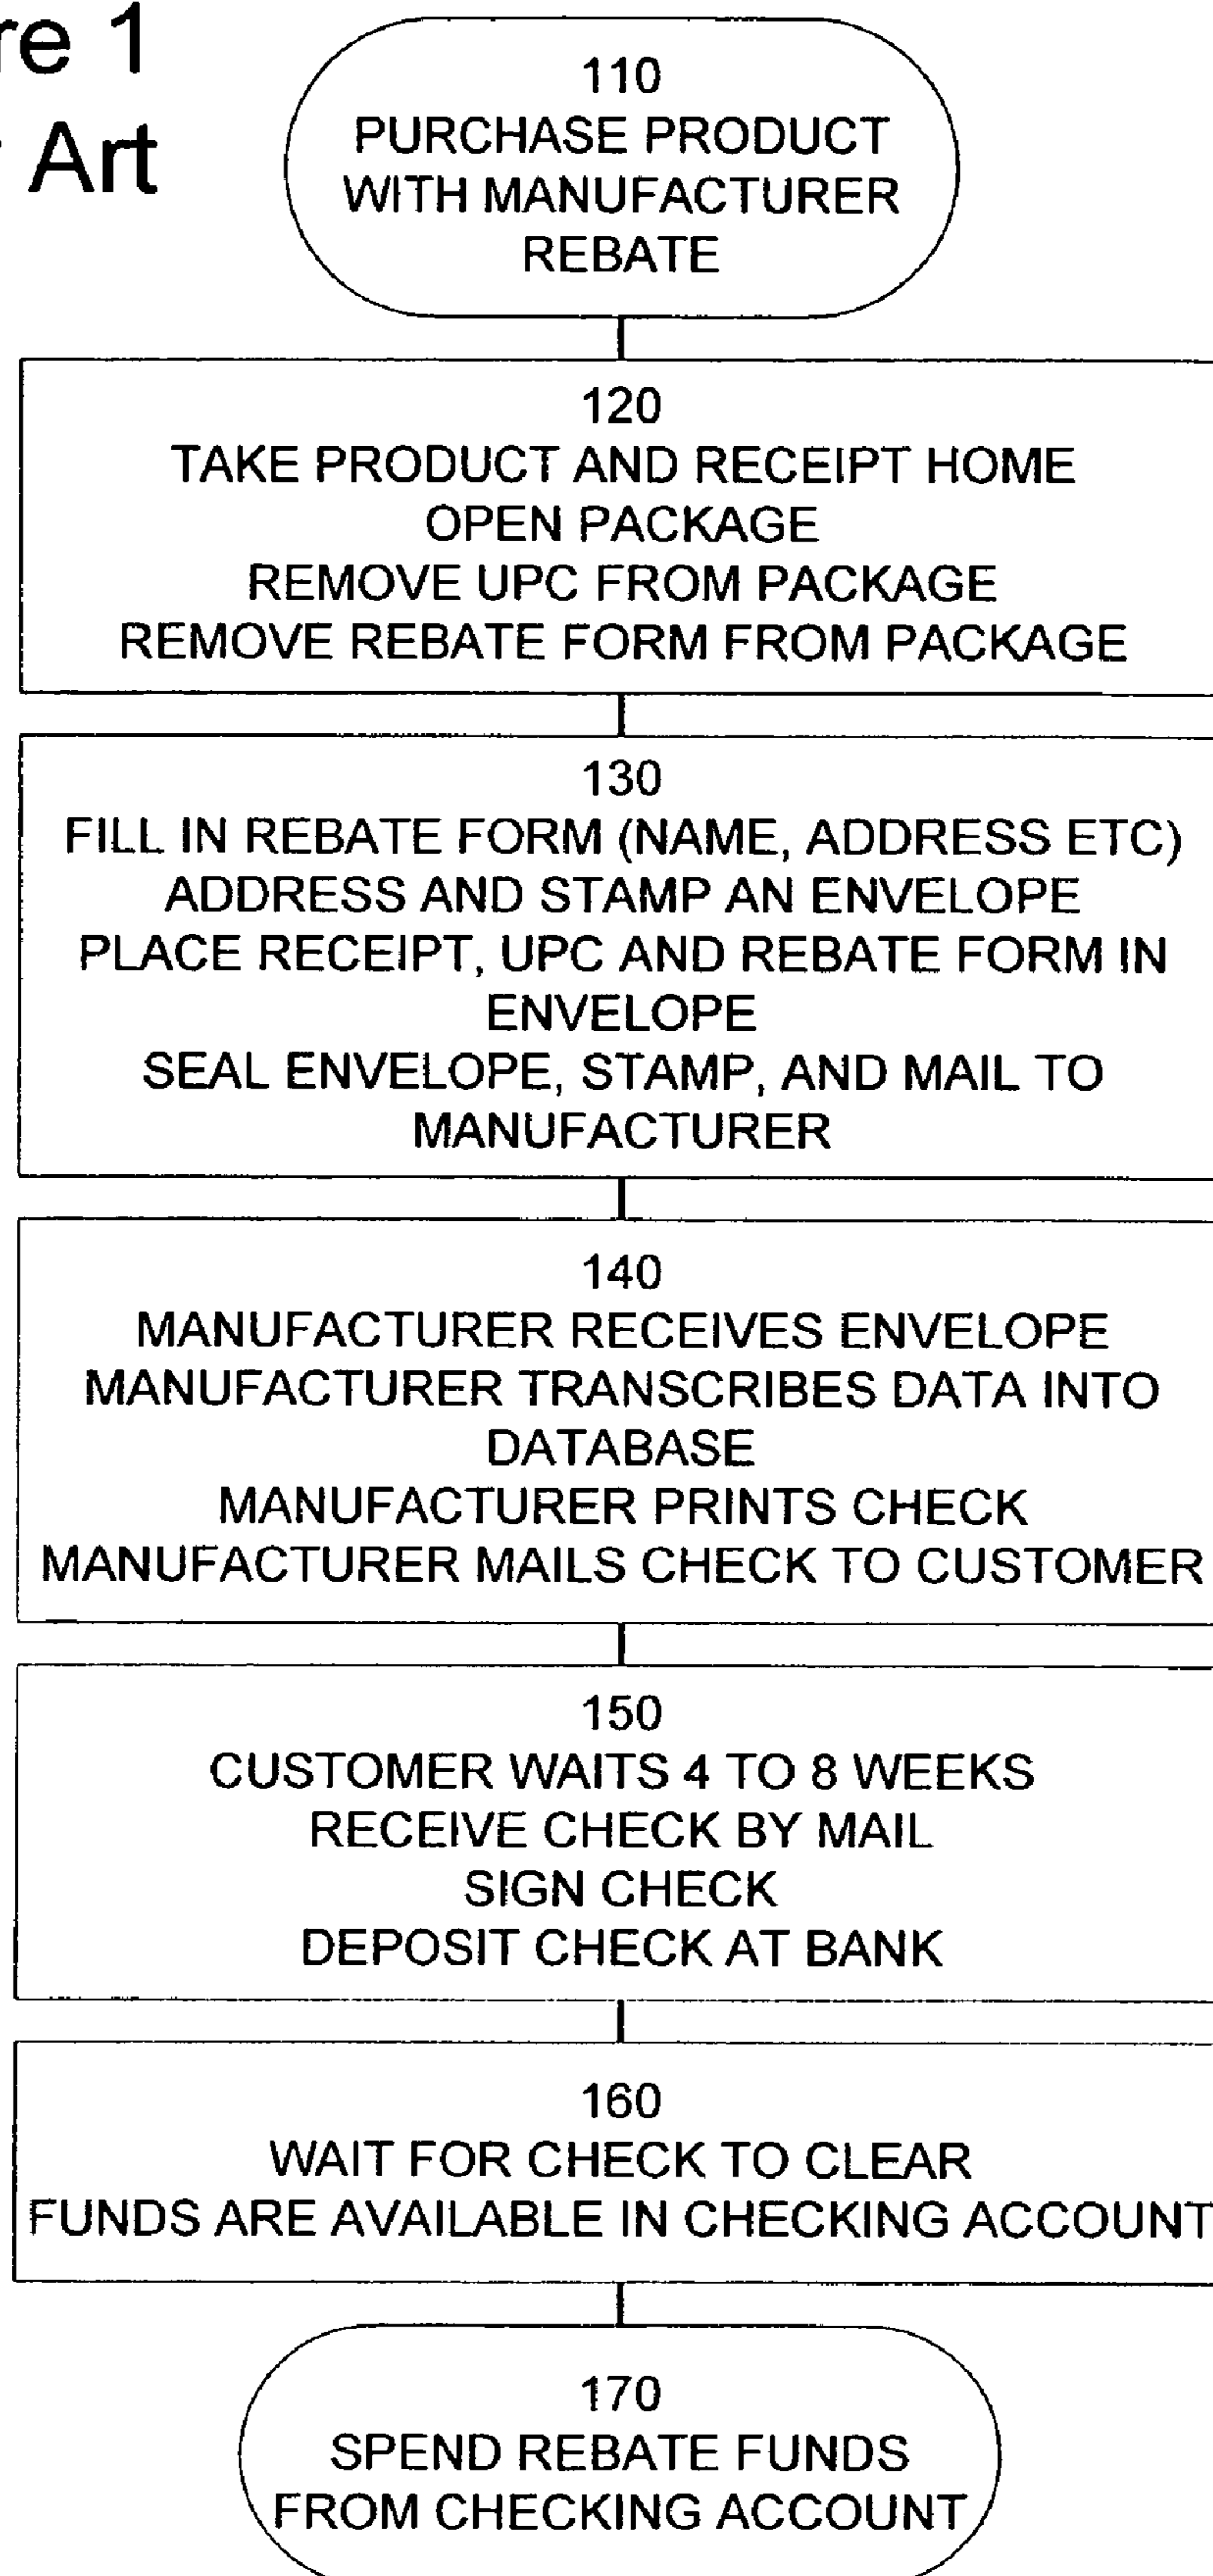 re 1
Art
110
PURCHASE PRODUCT
WITH MANUFACTURER
REBATE
120
TAKE PRODUCT AND RECEIPT HOME
OPEN PACKAGE
REMOVE UPC FROM PACKAGE
REMOVE REBATE FORM FROM PACKAGE
130
FILL IN REBATE FORM (NAME, ADDRESS ETC)
ADDRESS AND STAMP AN ENVELOPE
PLACE RECEIPT, UPC AND REBATE FORM IN
ENVELOPE
SEAL ENVELOPE, STAMP, AND MAIL TO
MANUFACTURER
140
MANUFACTURER RECEIVES ENVELOPE
MANUFACTURER TRANSCRIBES DATA INTO
DATABASE
MANUFACTURER PRINTS CHECK
MANUFACTURER MAILS CHECK TO CUSTOMER
150
CUSTOMER WAITS 4 TO 8 WEEKS
RECEIVE CHECK BY MAIL
SIGN CHECK
DEPOSIT CHECK AT BANK
160
WAIT FOR CHECK TO CLEAR
FUNDS ARE AVAILABLE IN CHECKING ACCOUNT
170
SPEND REBATE FUNDS
FROM CHECKING ACCOUNT